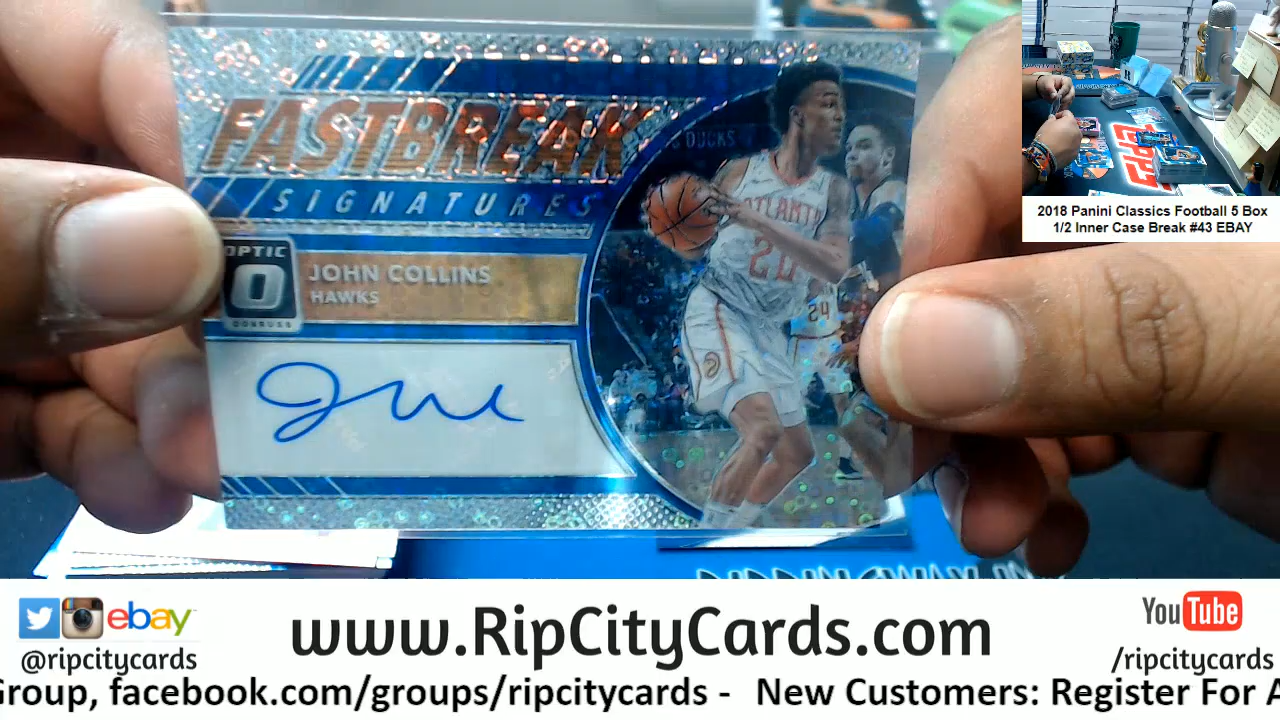 FASTBREAK
SIGNATURES
OPTIC
DONRUSS
JOHN COLLINS
HAWKS
DUCKS
ATLANTA
20
24
2018 Panini Classics Football 5 Box
1/2 Inner Case Break #43 EBAY
ebay
@ripcitycards
www.RipCityCards.com
YouTube
/ripcitycards
Group, facebook.com/groups/ripcitycards - New Customers: Register For A